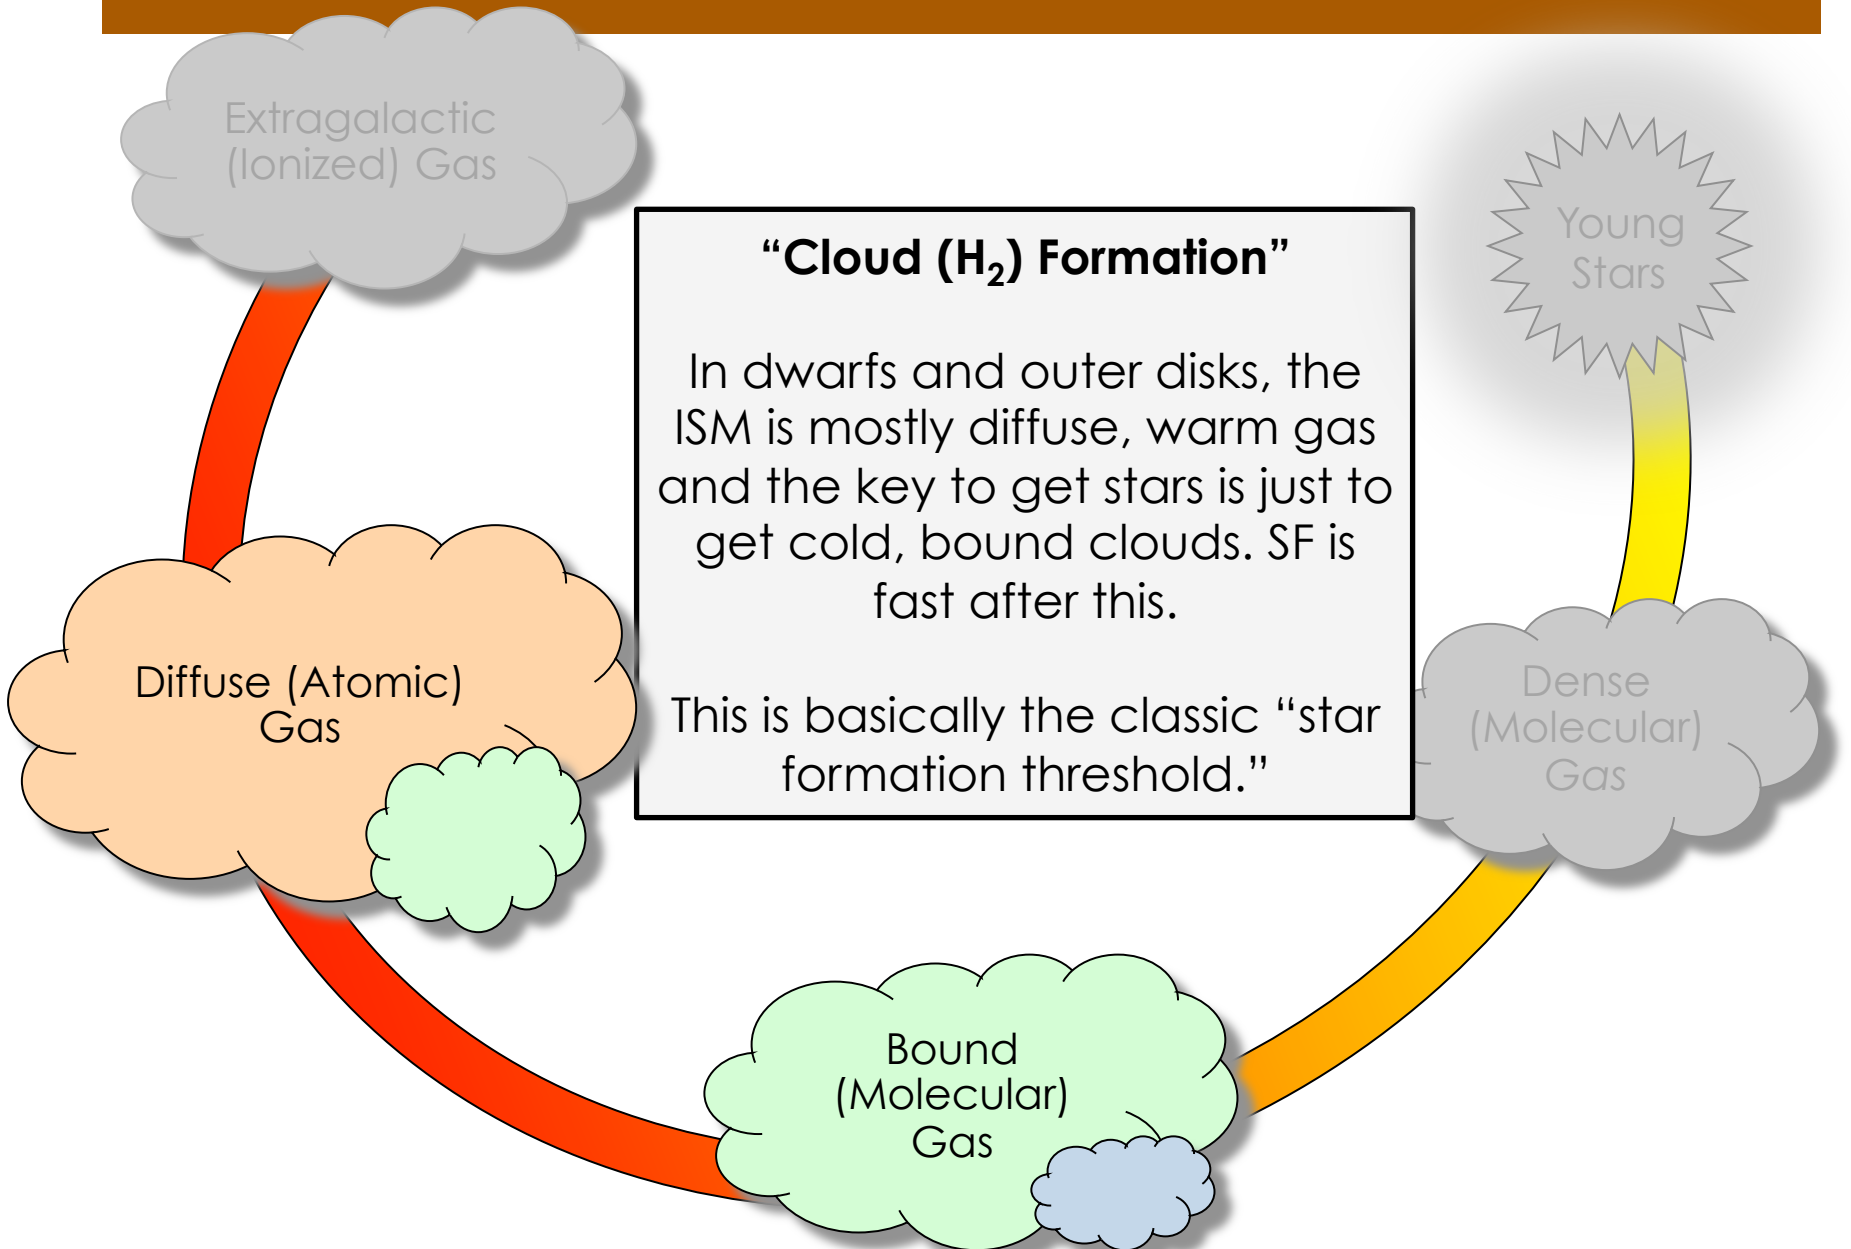 Extragalactic
(Ionized) Gas
Young
Stars
“Cloud (H₂) Formation”
In dwarfs and outer disks, the
ISM is mostly diffuse, warm gas
and the key to get stars is just to
get cold, bound clouds. SF is
fast after this.
This is basically the classic “star
formation threshold.”
Diffuse (Atomic)
Gas
Dense
(Molecular)
Gas
Bound
(Molecular)
Gas